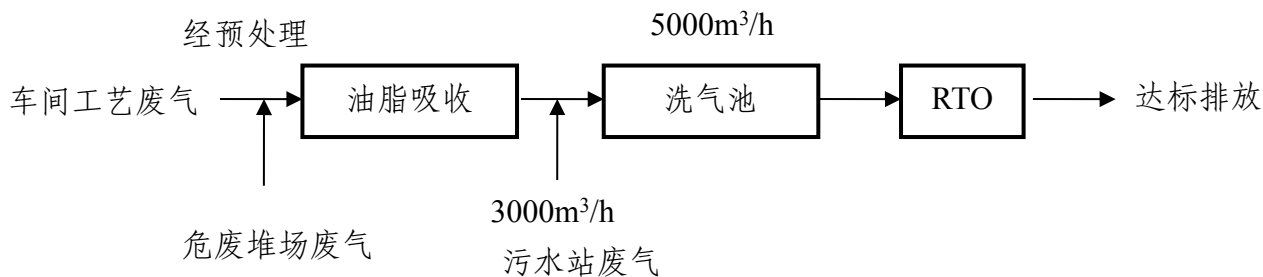 经预处理
5000m³/h
车间工艺废气
油脂吸收
洗气池
RTO
达标排放
3000m³/h
危废堆场废气
污水站废气